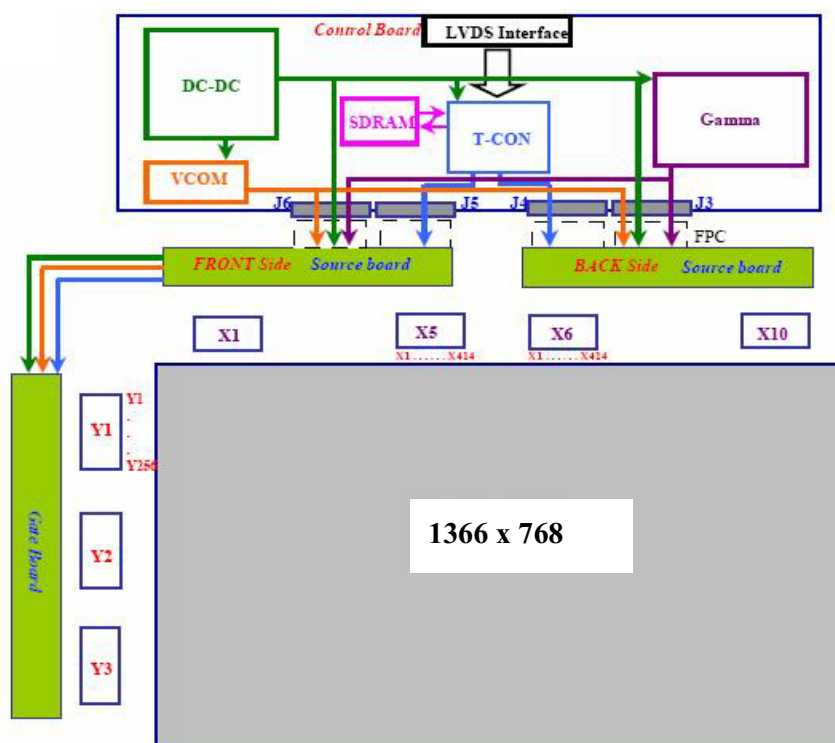 Control Board
LVDS Interface
DC-DC
SDRAM
T-CON
Gamma
VCOM
J6
J5
J4
J3
FPC
FRONT Side Source board
BACK Side Source board
X1
X5
X6
X10
X1......X414
X1......X414
Y1
Y1
.
.
.
Y256
Gate Board
Y2
Y3
1366 x 768